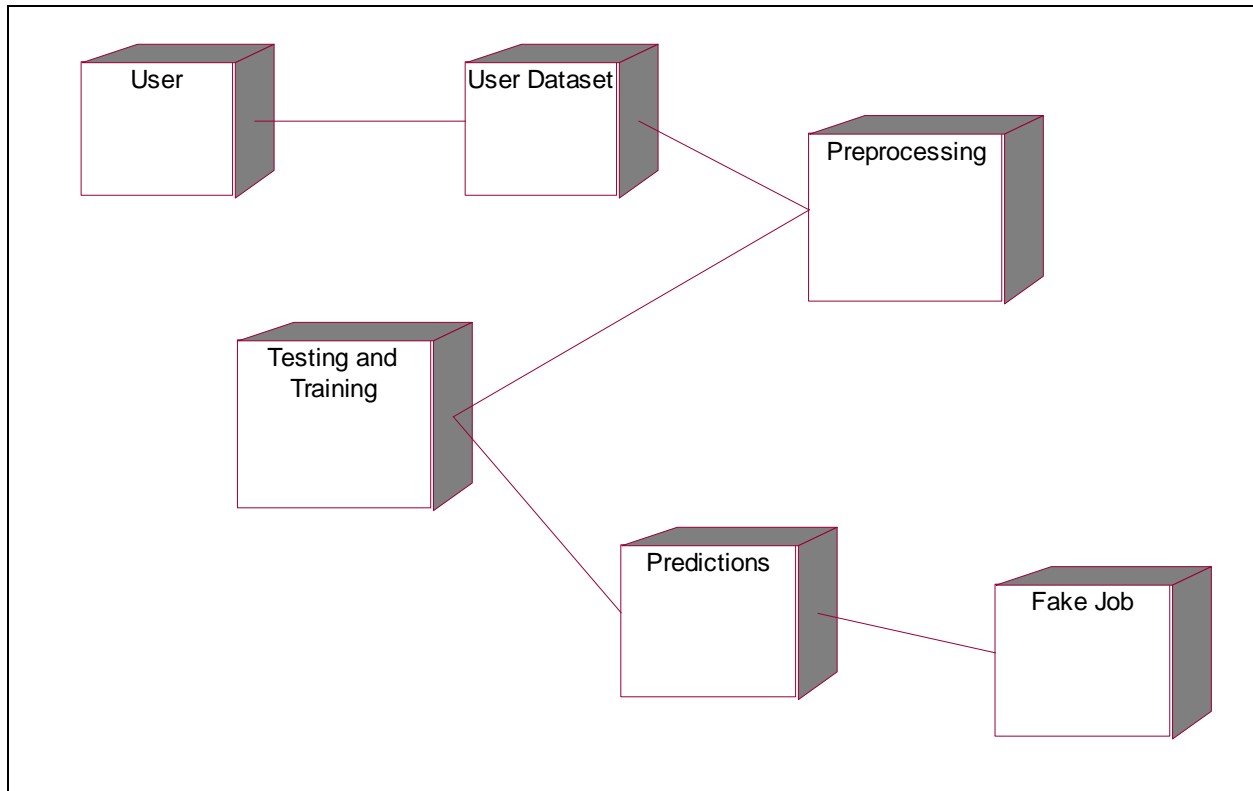 User
User Dataset
Preprocessing
Testing and
Training
Predictions
Fake Job